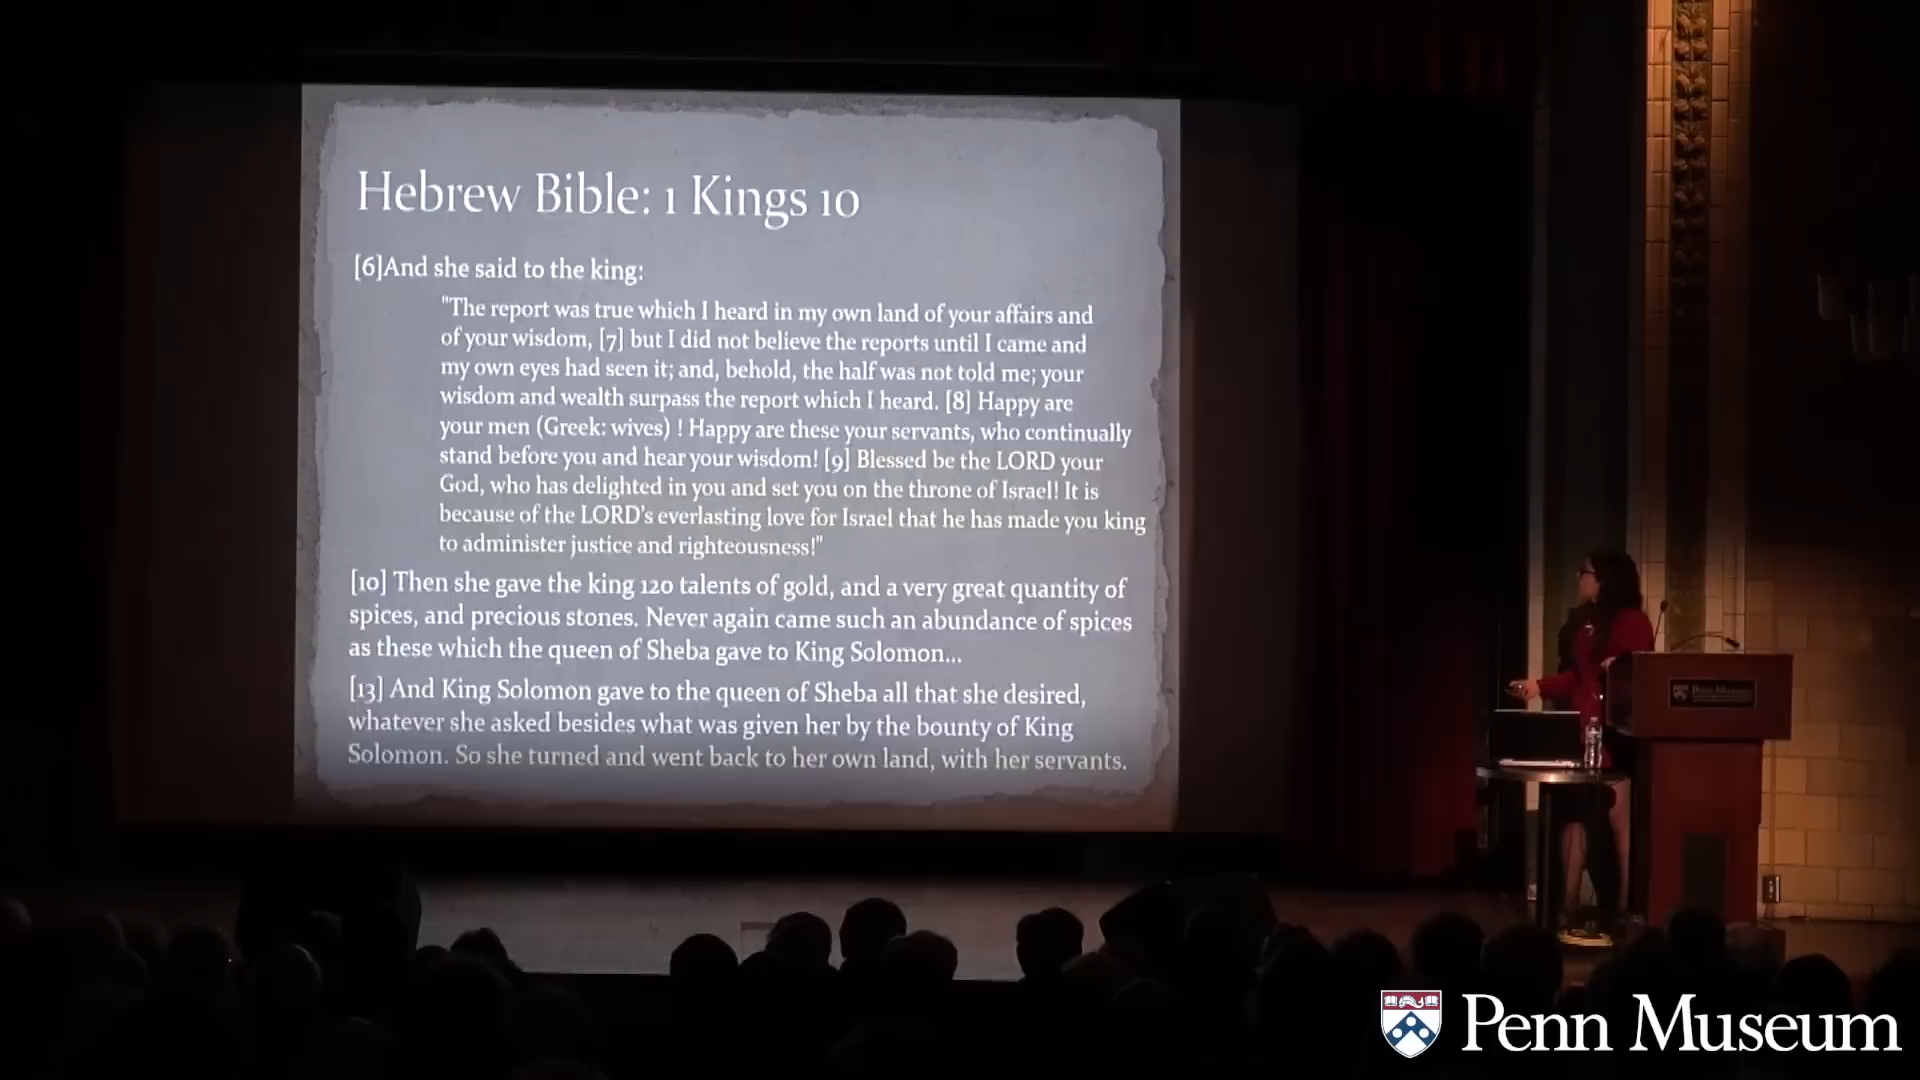 Hebrew Bible: 1 Kings 10
[6]And she said to the king:
"The report was true which I heard in my own land of your affairs and
of your wisdom, [7] but I did not believe the reports until I came and
my own eyes had seen it; and, behold, the half was not told me; your
wisdom and wealth surpass the report which I heard. [8] Happy are
your men (Greek: wives) ! Happy are these your servants, who continually
stand before you and hear your wisdom! [9] Blessed be the LORD your
God, who has delighted in you and set you on the throne of Israel! It is
because of the LORD's everlasting love for Israel that he has made you king
to administer justice and righteousness!"
[10] Then she gave the king 120 talents of gold, and a very great quantity of
spices, and precious stones. Never again came such an abundance of spices
as these which the queen of Sheba gave to King Solomon...
[13] And King Solomon gave to the queen of Sheba all that she desired,
whatever she asked besides what was given her by the bounty of King
Solomon. So she turned and went back to her own land, with her servants.
Penn Museum
Penn Museum